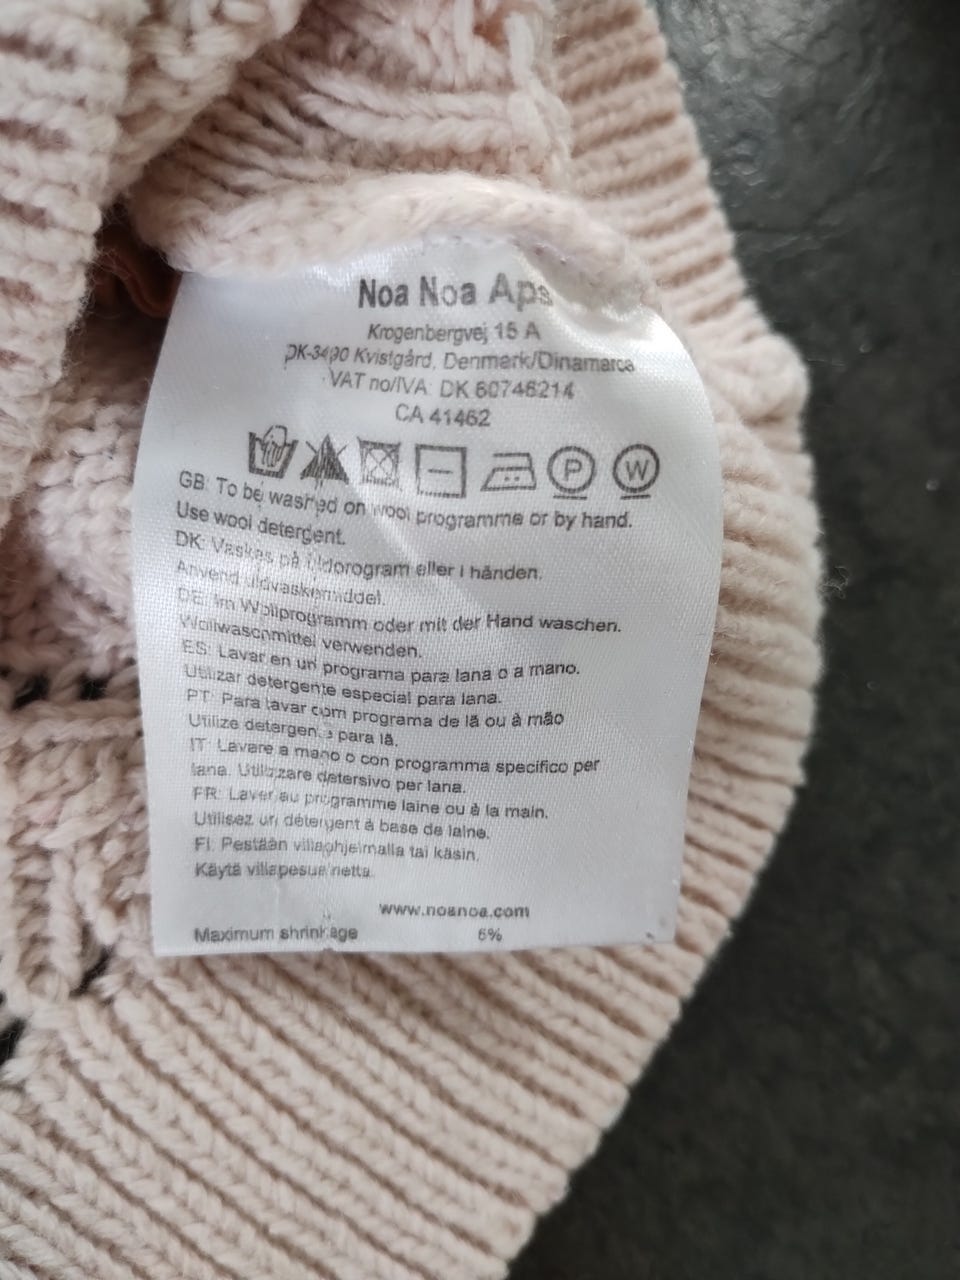 Noa Noa Aps
Krogenbergvej 15 A
DK-3490 Kvistgård, Denmark/Dinamarca
VAT no/IVA: DK 60746214
CA 41462
P W
GB: To be washed on wool programme or by hand.
Use wool detergent.
DK: Vaskes på uldprogram eller i hånden.
Anvend uldvaskemiddel.
DE: Im Wollprogramm oder mit der Hand waschen.
Wollwaschmittel verwenden.
ES: Lavar en un programa para lana o a mano.
Utilizar detergente especial para lana.
PT: Para lavar com programa de lã ou à mão
Utilize detergente para lã.
IT: Lavare a mano o con programma specifico per
lana. Utilizzare detersivo per lana.
FR: Laver au programme laine ou à la main.
Utilisez un détergent à base de laine.
FI: Pestään villaohjelmalla tai käsin.
Käytä villapesuainetta.
www.noanoa.com
Maximum shrinkage 6%